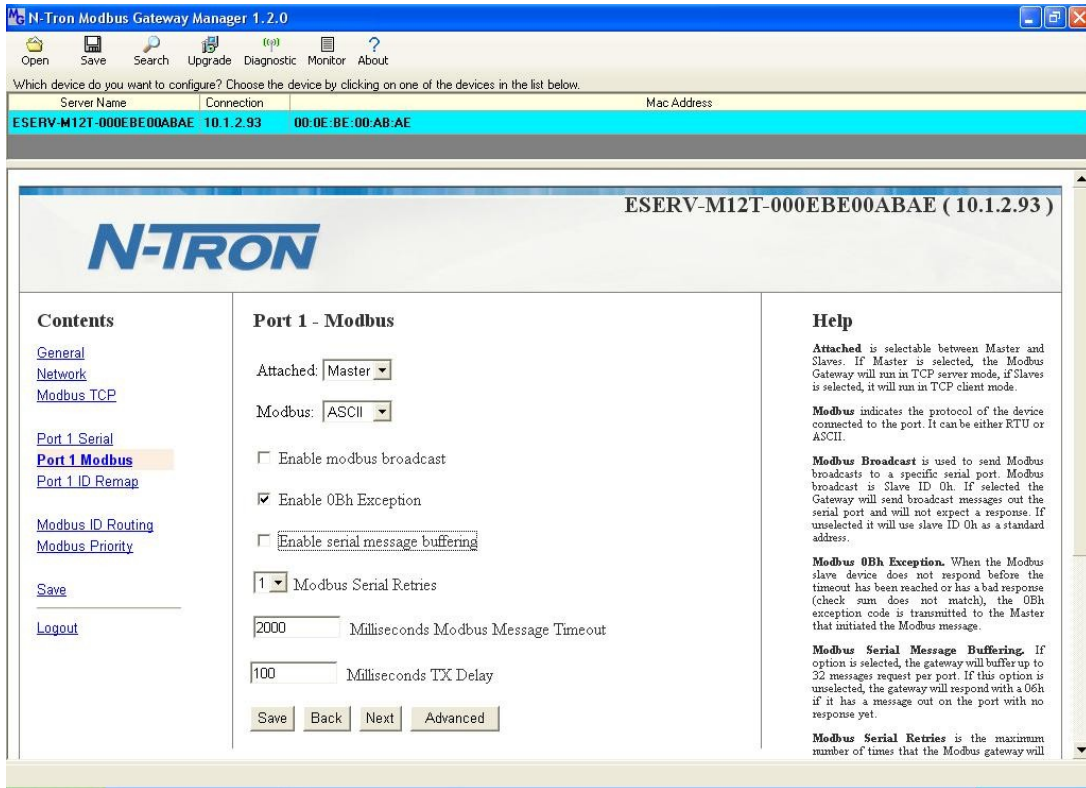 N-Tron Modbus Gateway Manager 1.2.0
Open Save Search Upgrade Diagnostic Monitor About
Which device do you want to configure? Choose the device by clicking on one of the devices in the list below.
Server Name Connection Mac Address
ESERV-M12T-000EBE00ABAE 10.1.2.93 00:0E:BE:00:AB:AE
ESERV-M12T-000EBE00ABAE ( 10.1.2.93 )
N-TRON
Contents
General
Network
Modbus TCP
Port 1 Serial
Port 1 Modbus
Port 1 ID Remap
Modbus ID Routing
Modbus Priority
Save
Logout
Port 1 - Modbus
Attached: Master
Modbus: ASCII
Enable modbus broadcast
Enable 0Bh Exception
Enable serial message buffering
1 Modbus Serial Retries
2000 Milliseconds Modbus Message Timeout
100 Milliseconds TX Delay
Save Back Next Advanced
Help
Attached is selectable between Master and
Slaves. If Master is selected, the Modbus
Gateway will run in TCP server mode, if Slaves
is selected, it will run in TCP client mode.
Modbus indicates the protocol of the device
connected to the port. It can be either RTU or
ASCII.
Modbus Broadcast is used to send Modbus
broadcasts to a specific serial port. Modbus
broadcast is Slave ID 0h. If selected the
Gateway will send broadcast messages out the
serial port and will not expect a response. If
unselected it will use slave ID 0h as a standard
address.
Modbus 0Bh Exception. When the Modbus
slave device does not respond before the
timeout has been reached or has a bad response
(check sum does not match), the 0Bh
exception code is transmitted to the Master
that initiated the Modbus message.
Modbus Serial Message Buffering. If
option is selected, the gateway will buffer up to
32 messages request per port. If this option is
unselected, the gateway will respond with a 06h
if it has a message out on the port with no
response yet.
Modbus Serial Retries is the maximum
number of times that the Modbus gateway will